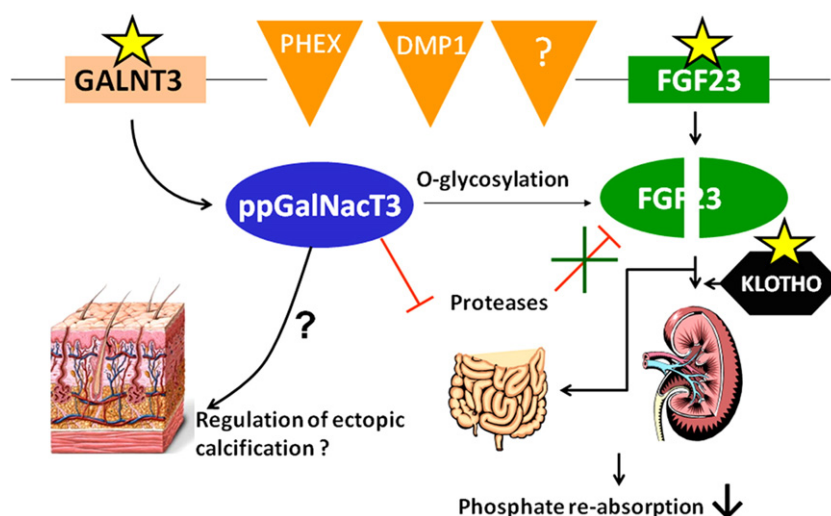 PHEX
DMP1
?
GALNT3
FGF23
O-glycosylation
ppGalNacT3
FGF23
KLOTHO
Proteases
?
Regulation of ectopic
calcification ?
Phosphate re-absorption